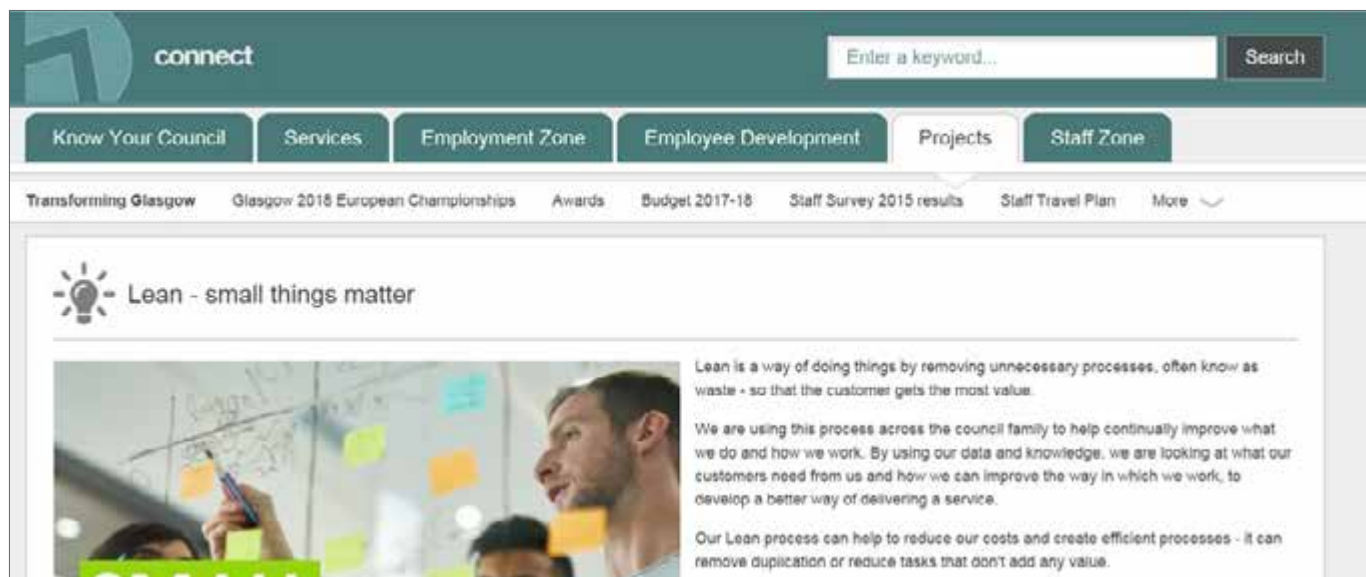 connect
Enter a keyword...
Search
Know Your Council
Services
Employment Zone
Employee Development
Projects
Staff Zone
Transforming Glasgow
Glasgow 2018 European Championships
Awards
Budget 2017-18
Staff Survey 2015 results
Staff Travel Plan
More
Lean - small things matter
Lean is a way of doing things by removing unnecessary processes, often know as
waste - so that the customer gets the most value.
We are using this process across the council family to help continually improve what
we do and how we work. By using our data and knowledge, we are looking at what our
customers need from us and how we can improve the way in which we work, to
develop a better way of delivering a service.
Our Lean process can help to reduce our costs and create efficient processes - it can
remove duplication or reduce tasks that don't add any value.